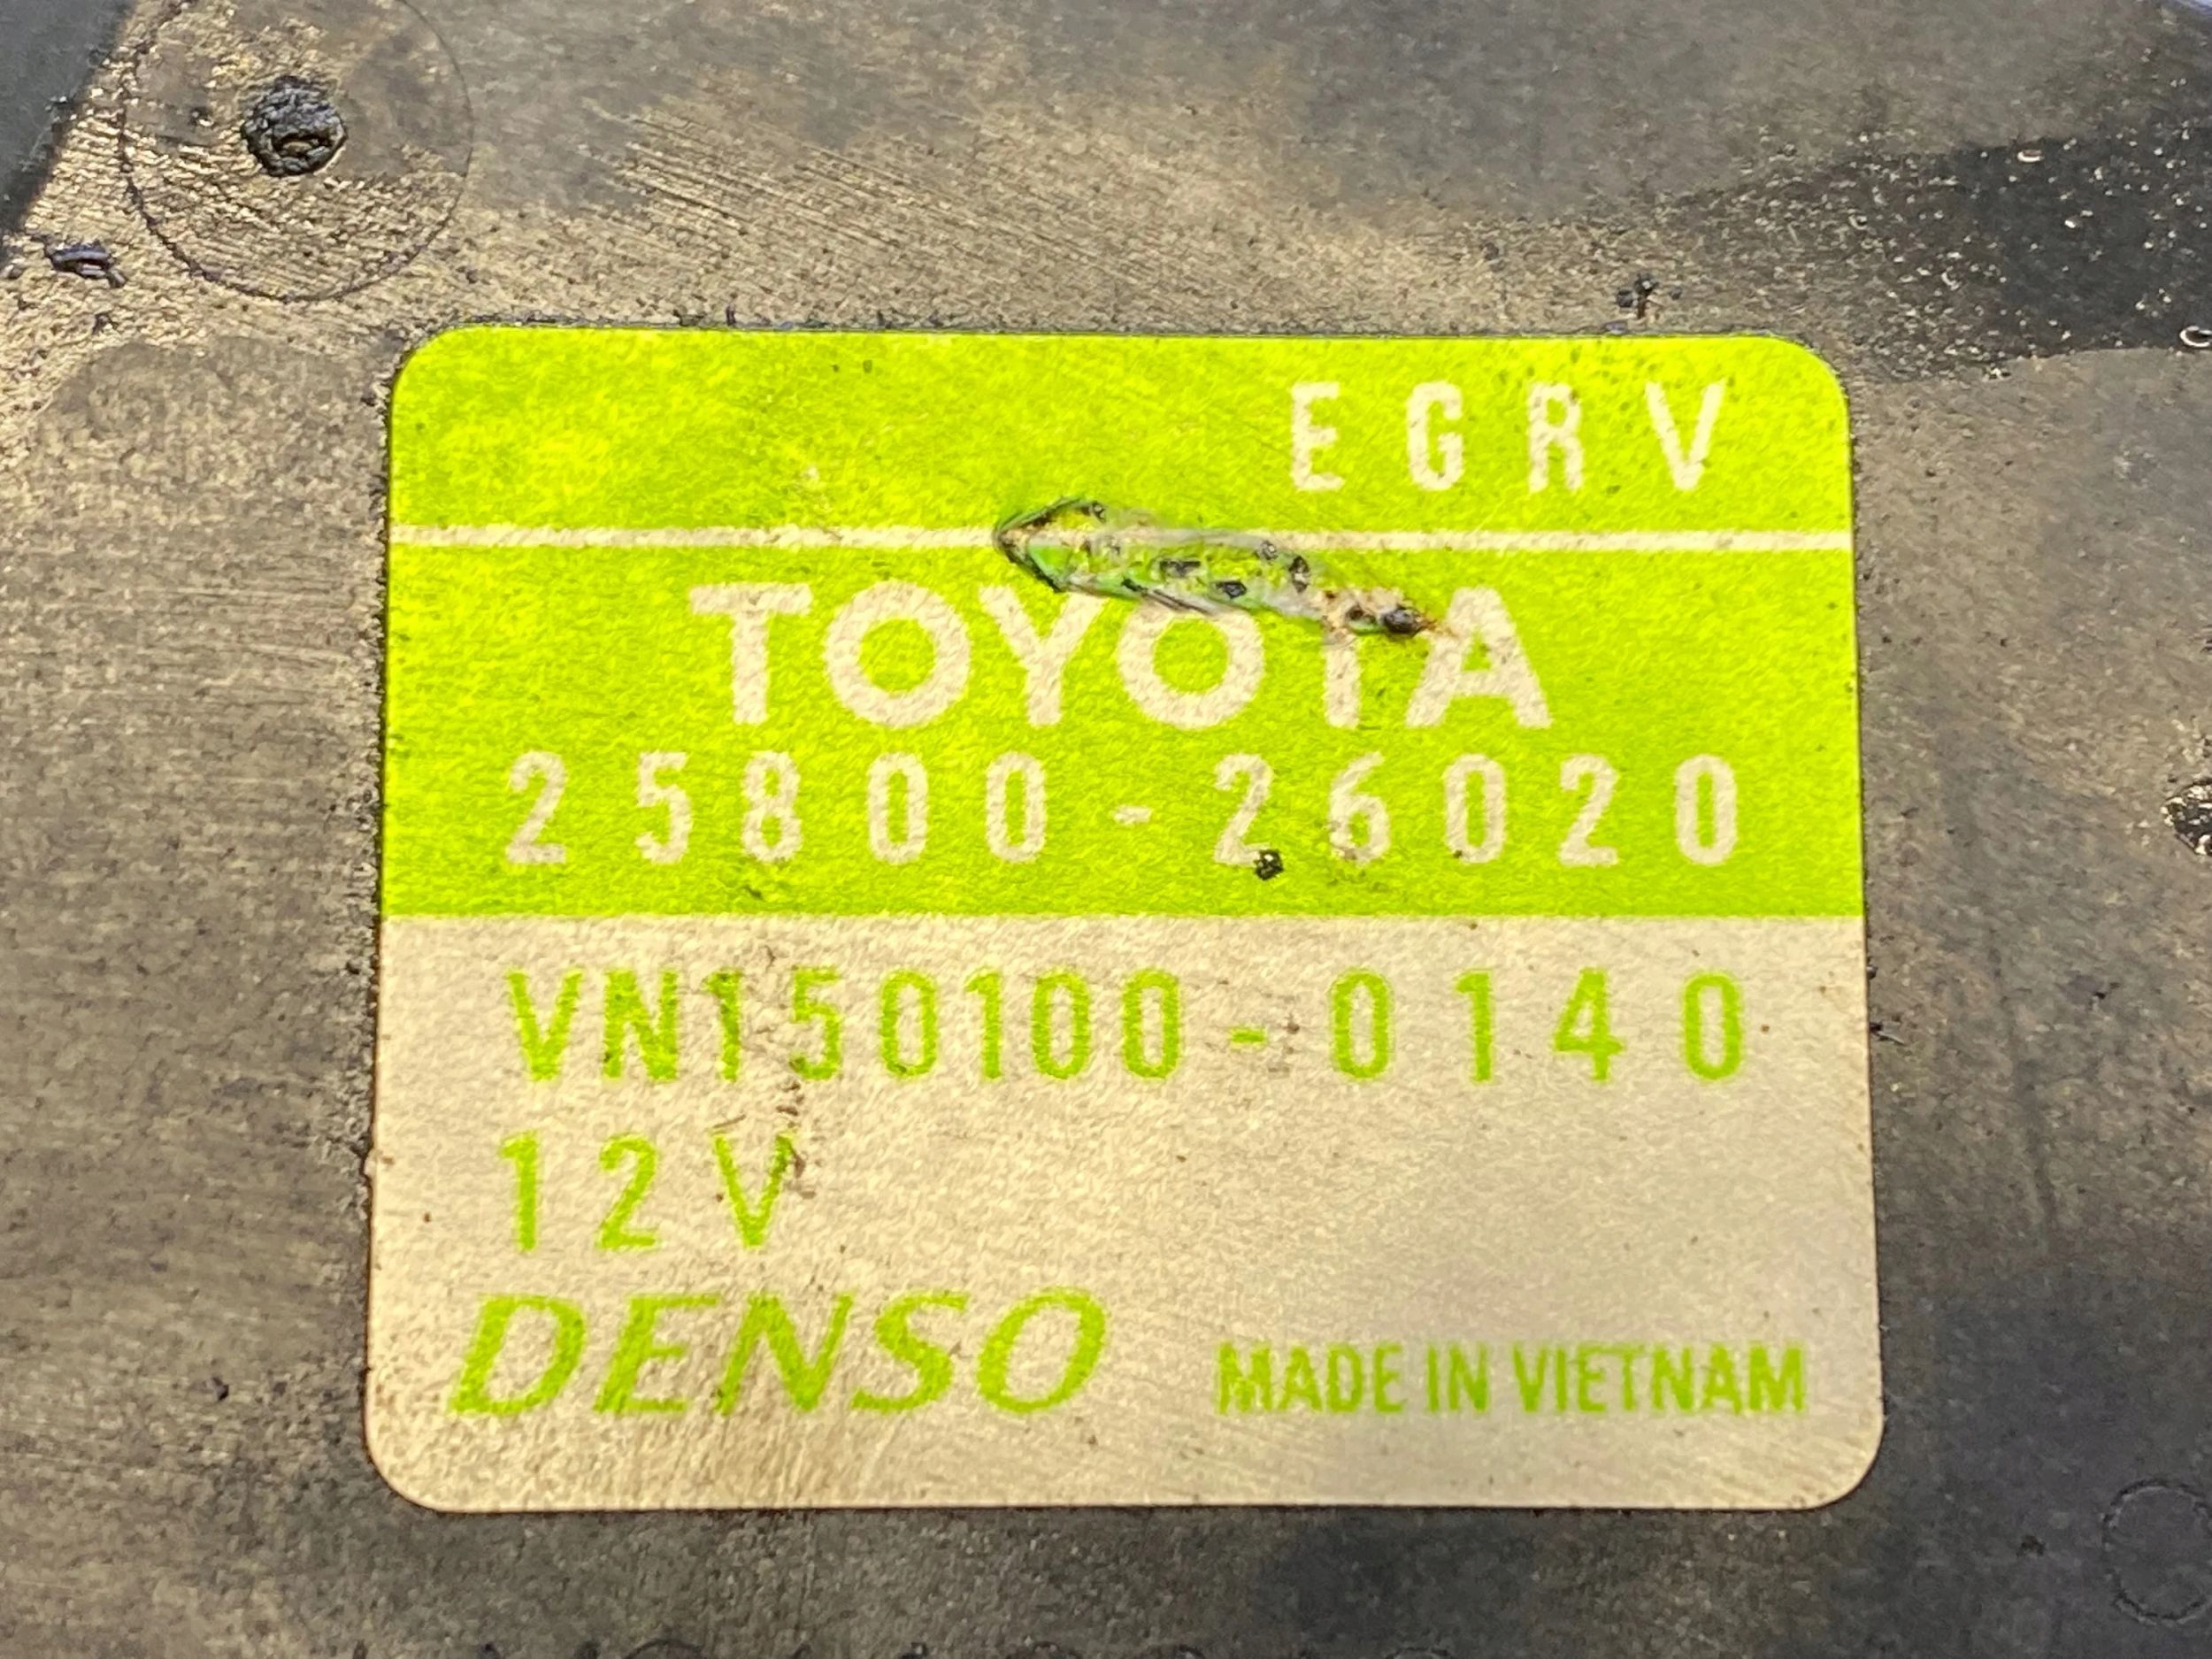 EGRV
TOYOTA
25800-26020
VN150100-0140
12V
DENSO MADE IN VIETNAM